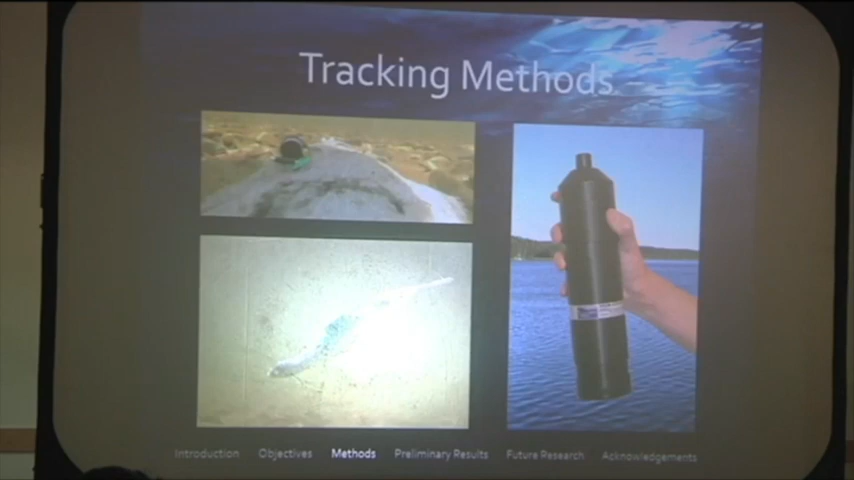 Tracking Methods
Introduction Objectives Methods Preliminary Results Future Research Acknowledgements